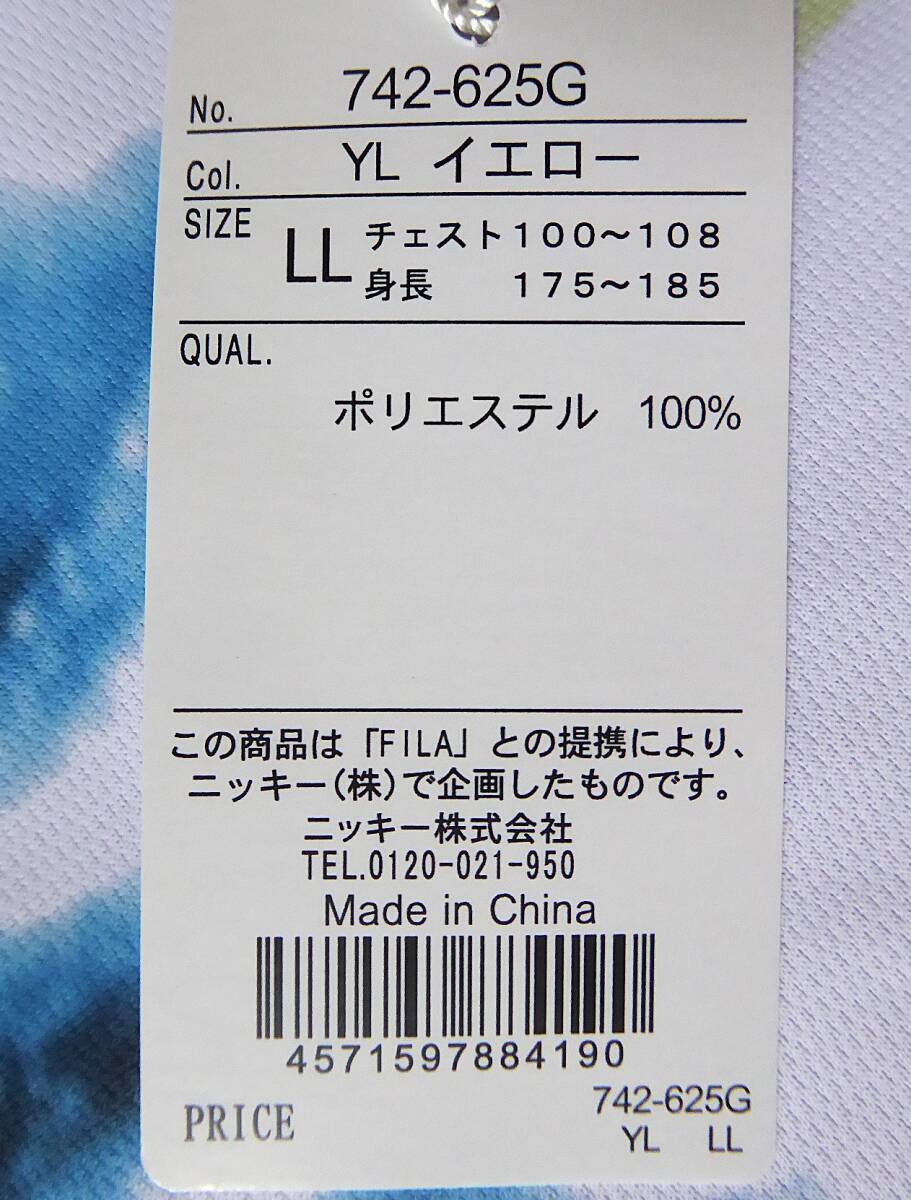 No. 742-625G
Col. YL イエロー
SIZE LL チェスト100～108
身長 175～185
QUAL.
ポリエステル 100%
この商品は「FILA」との提携により、
ニッキー(株)で企画したものです。
ニッキー株式会社
TEL.0120-021-950
Made in China
4571597884190
742-625G
PRICE
YL LL